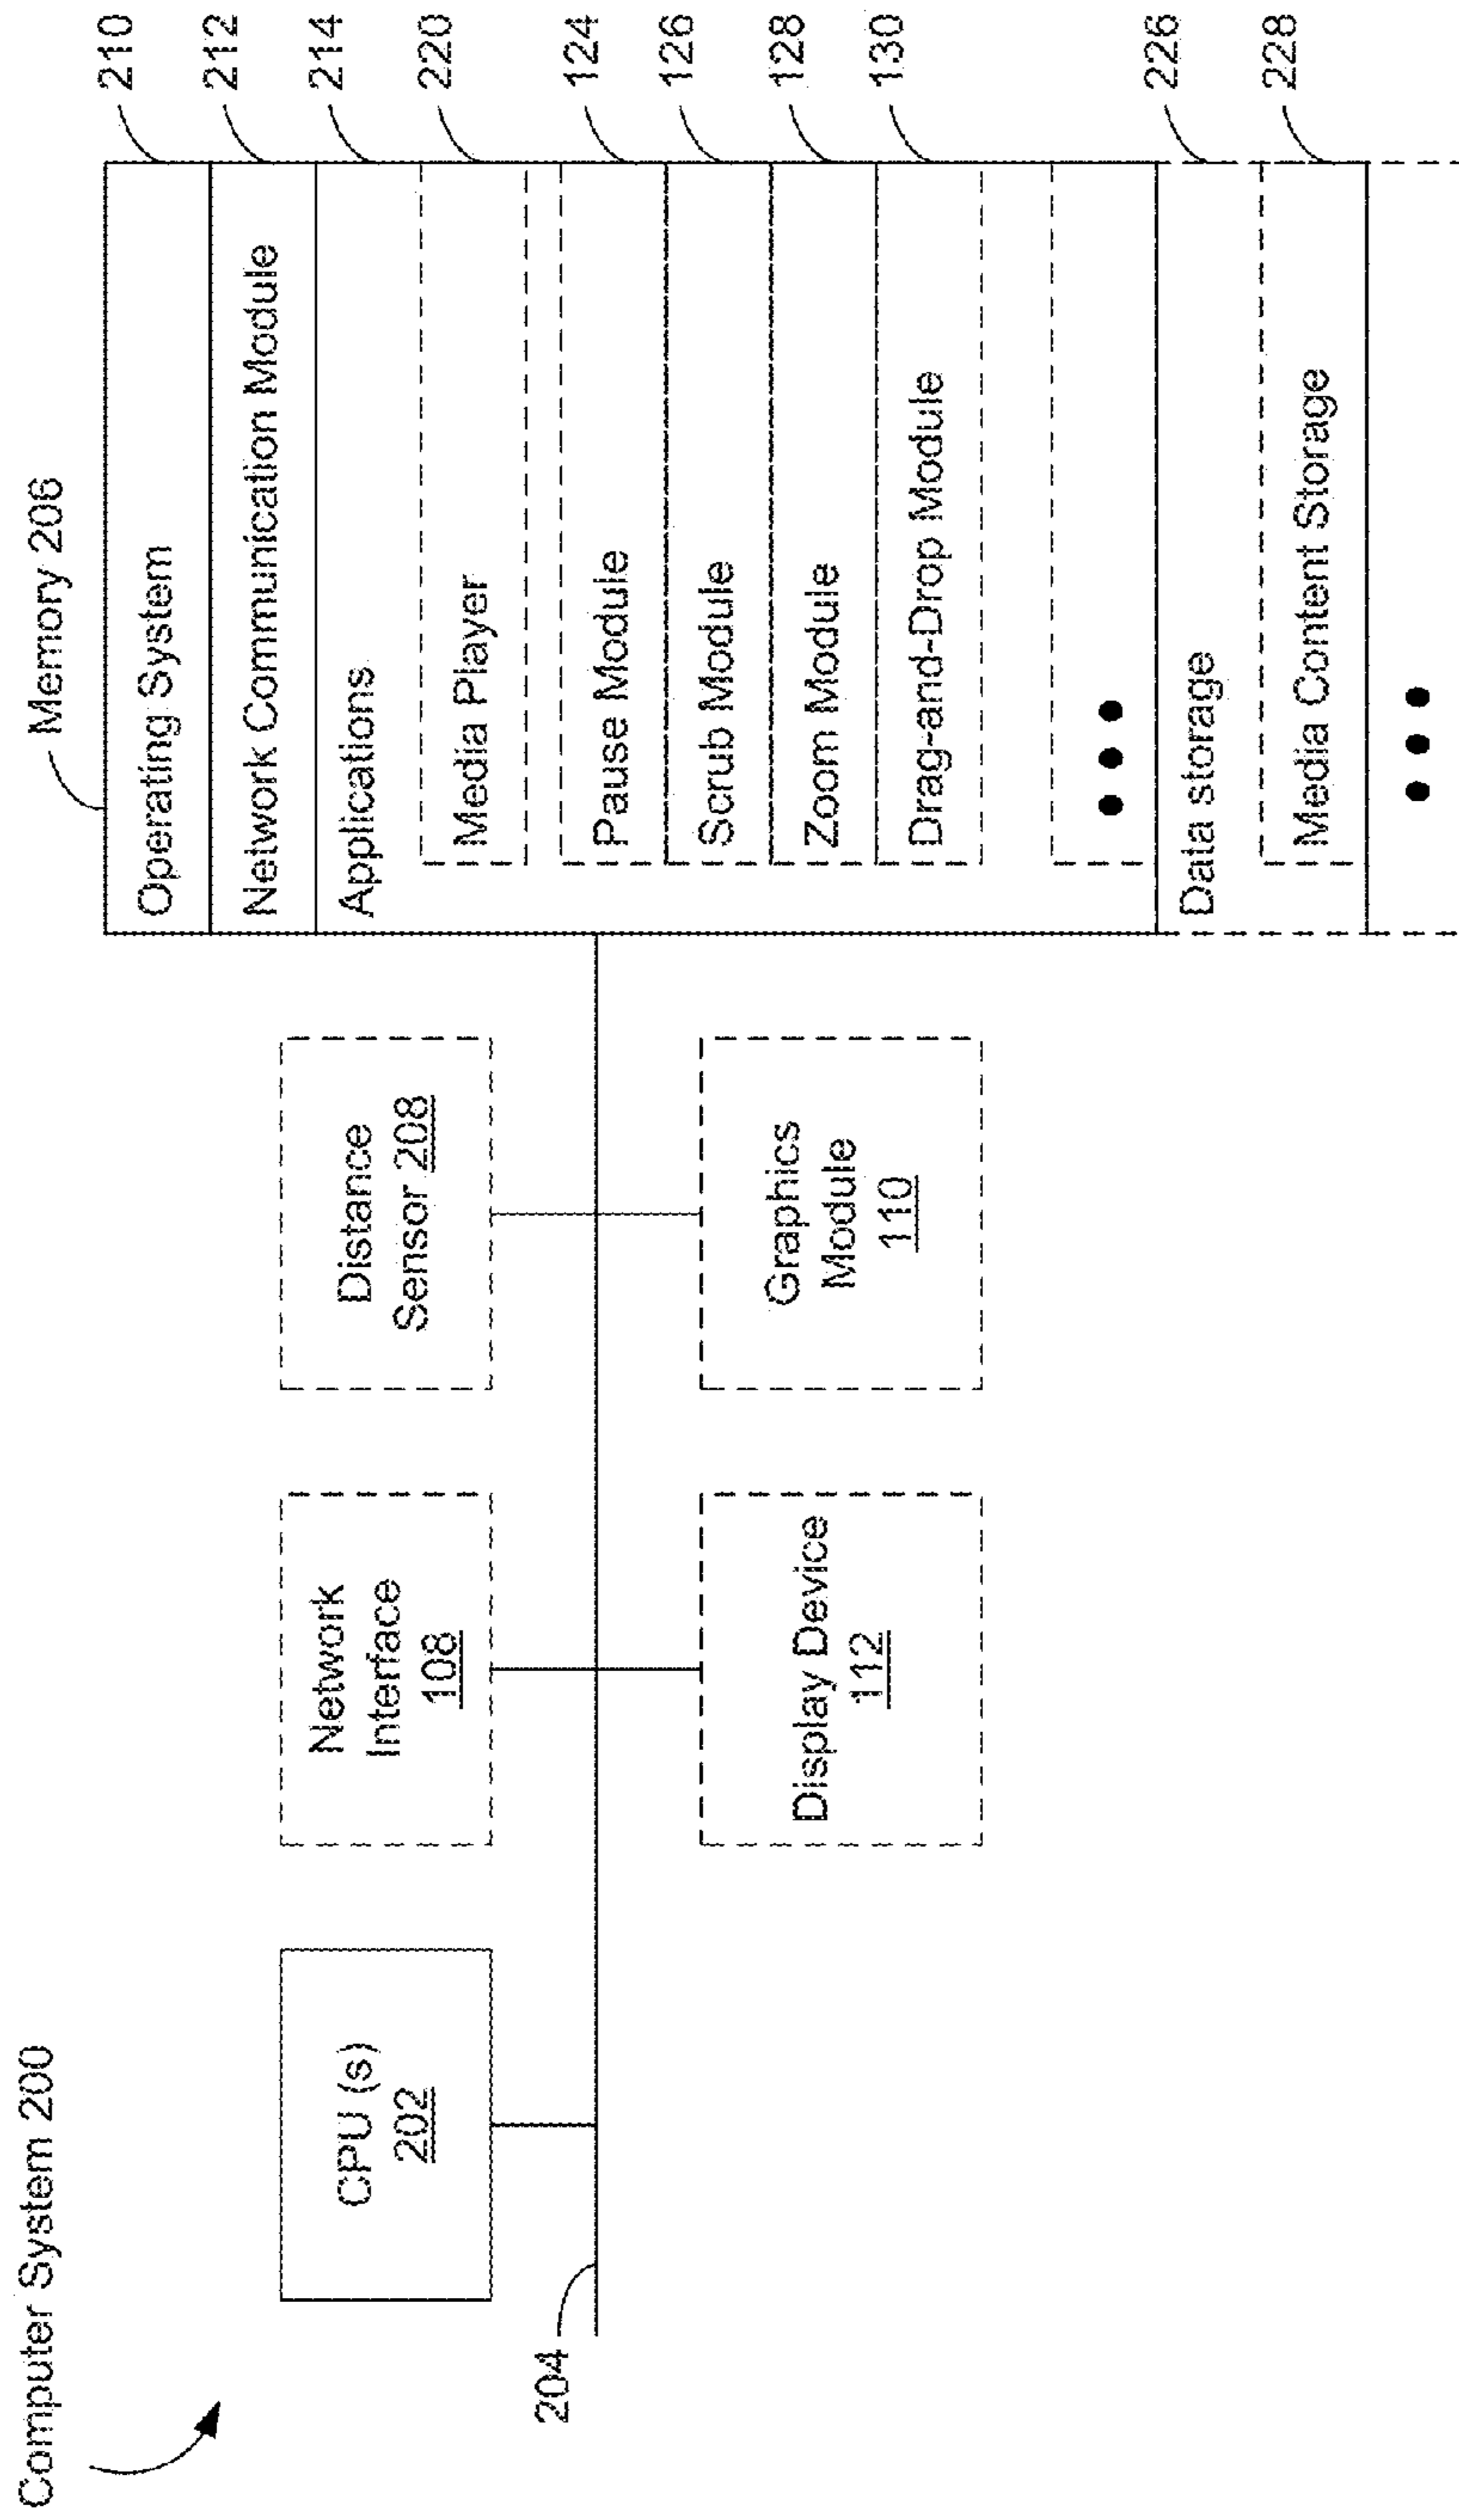 Computer System 200
CPU (s)
202
204
Network
Interface
108
Display Device
112
Distance
Sensor 208
Graphics
Module
110
Memory 206
Operating System
210
Network Communication Module
212
Applications
214
Media Player
220
Pause Module
124
Scrub Module
126
Zoom Module
128
Drag-and-Drop Module
130
Data storage
226
Media Content Storage
228